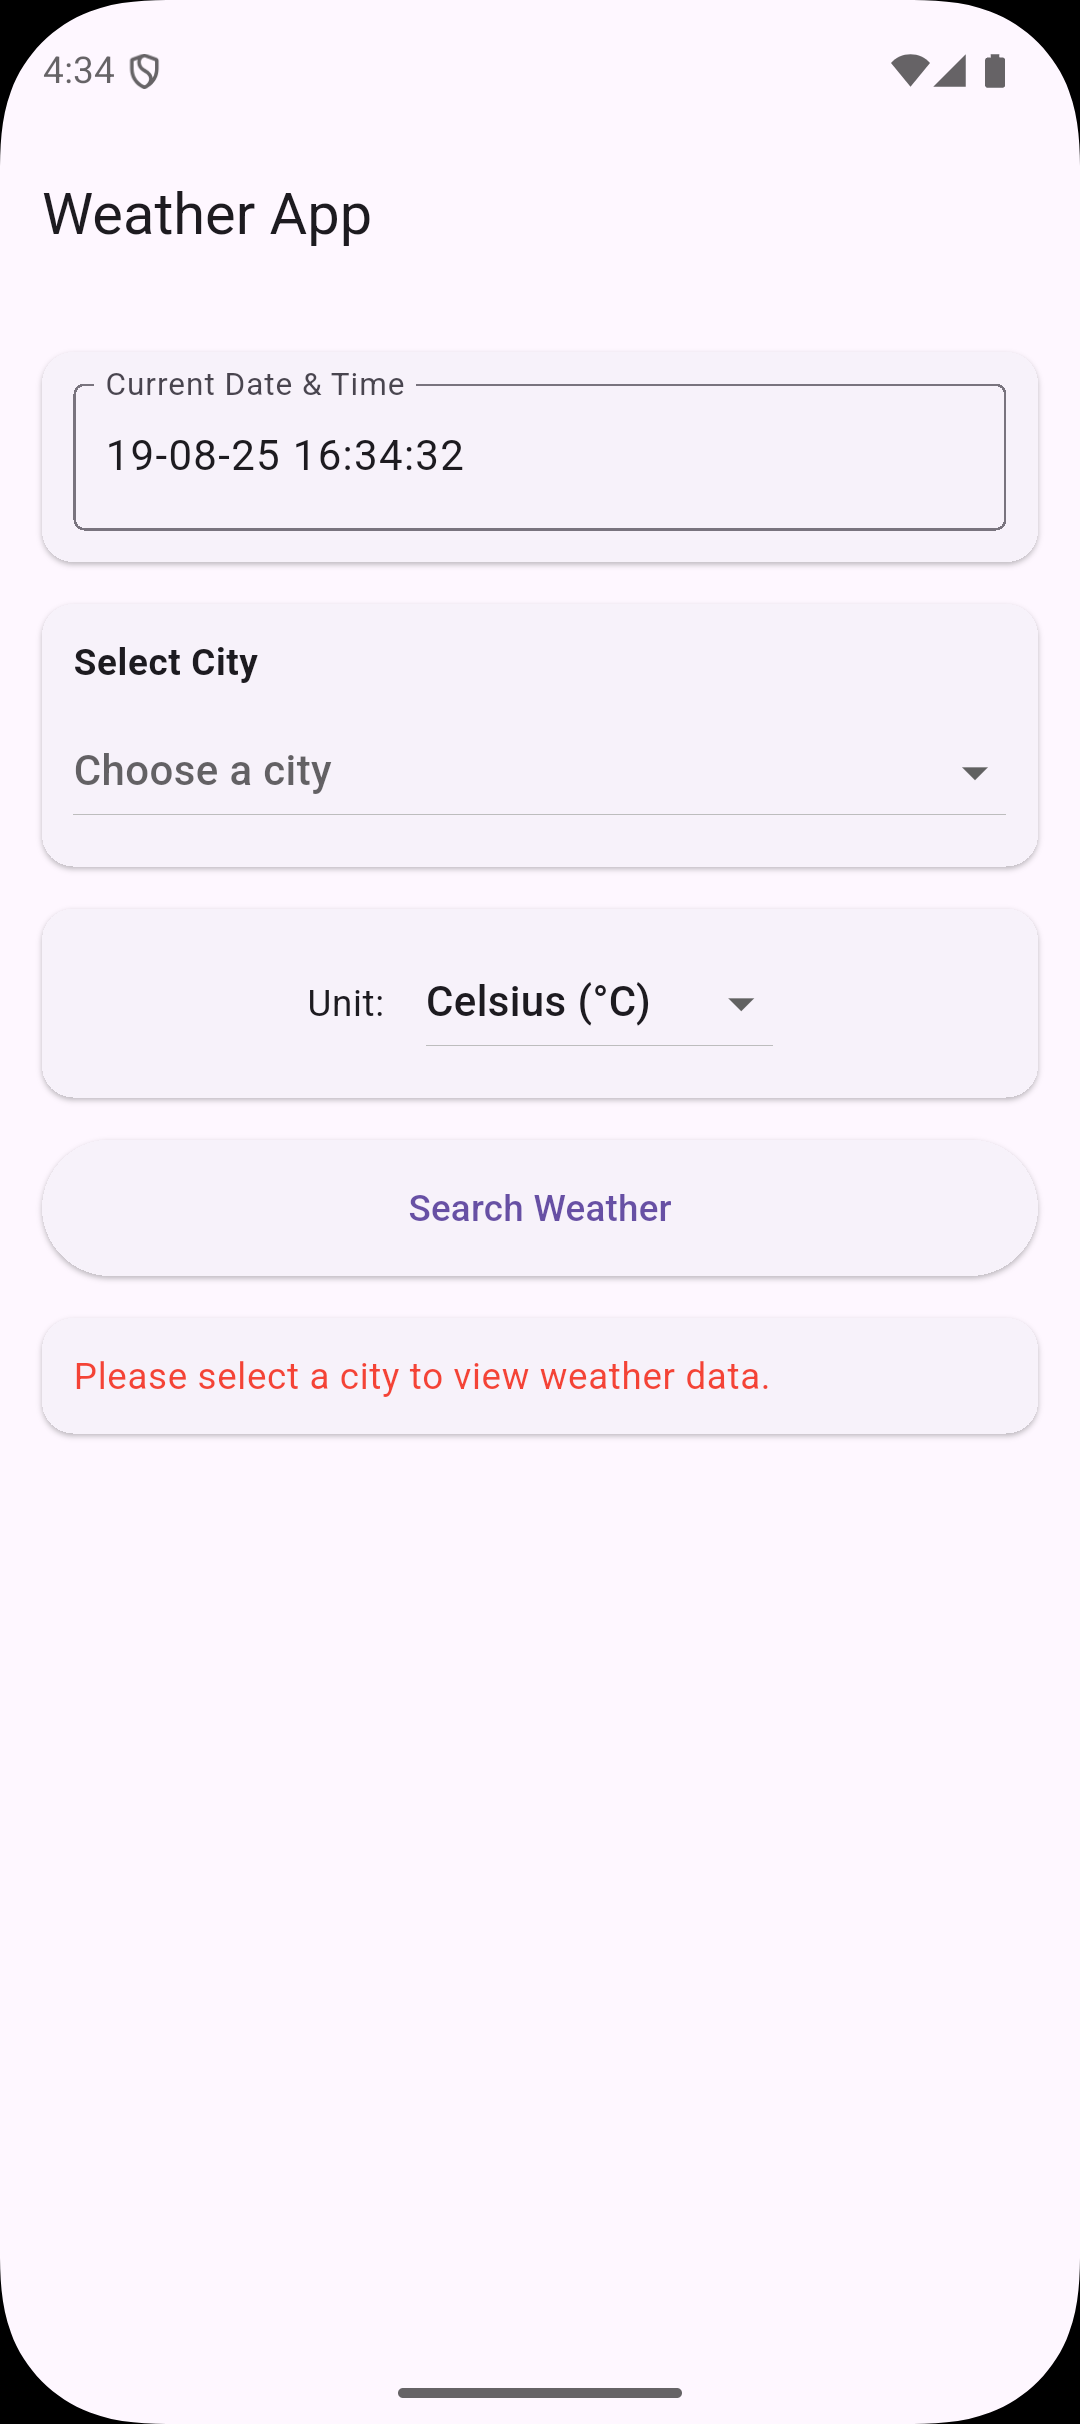 4:34
Weather App
Current Date & Time
19-08-25 16:34:32
Select City
Choose a city
Unit: Celsius (°C)
Search Weather
Please select a city to view weather data.